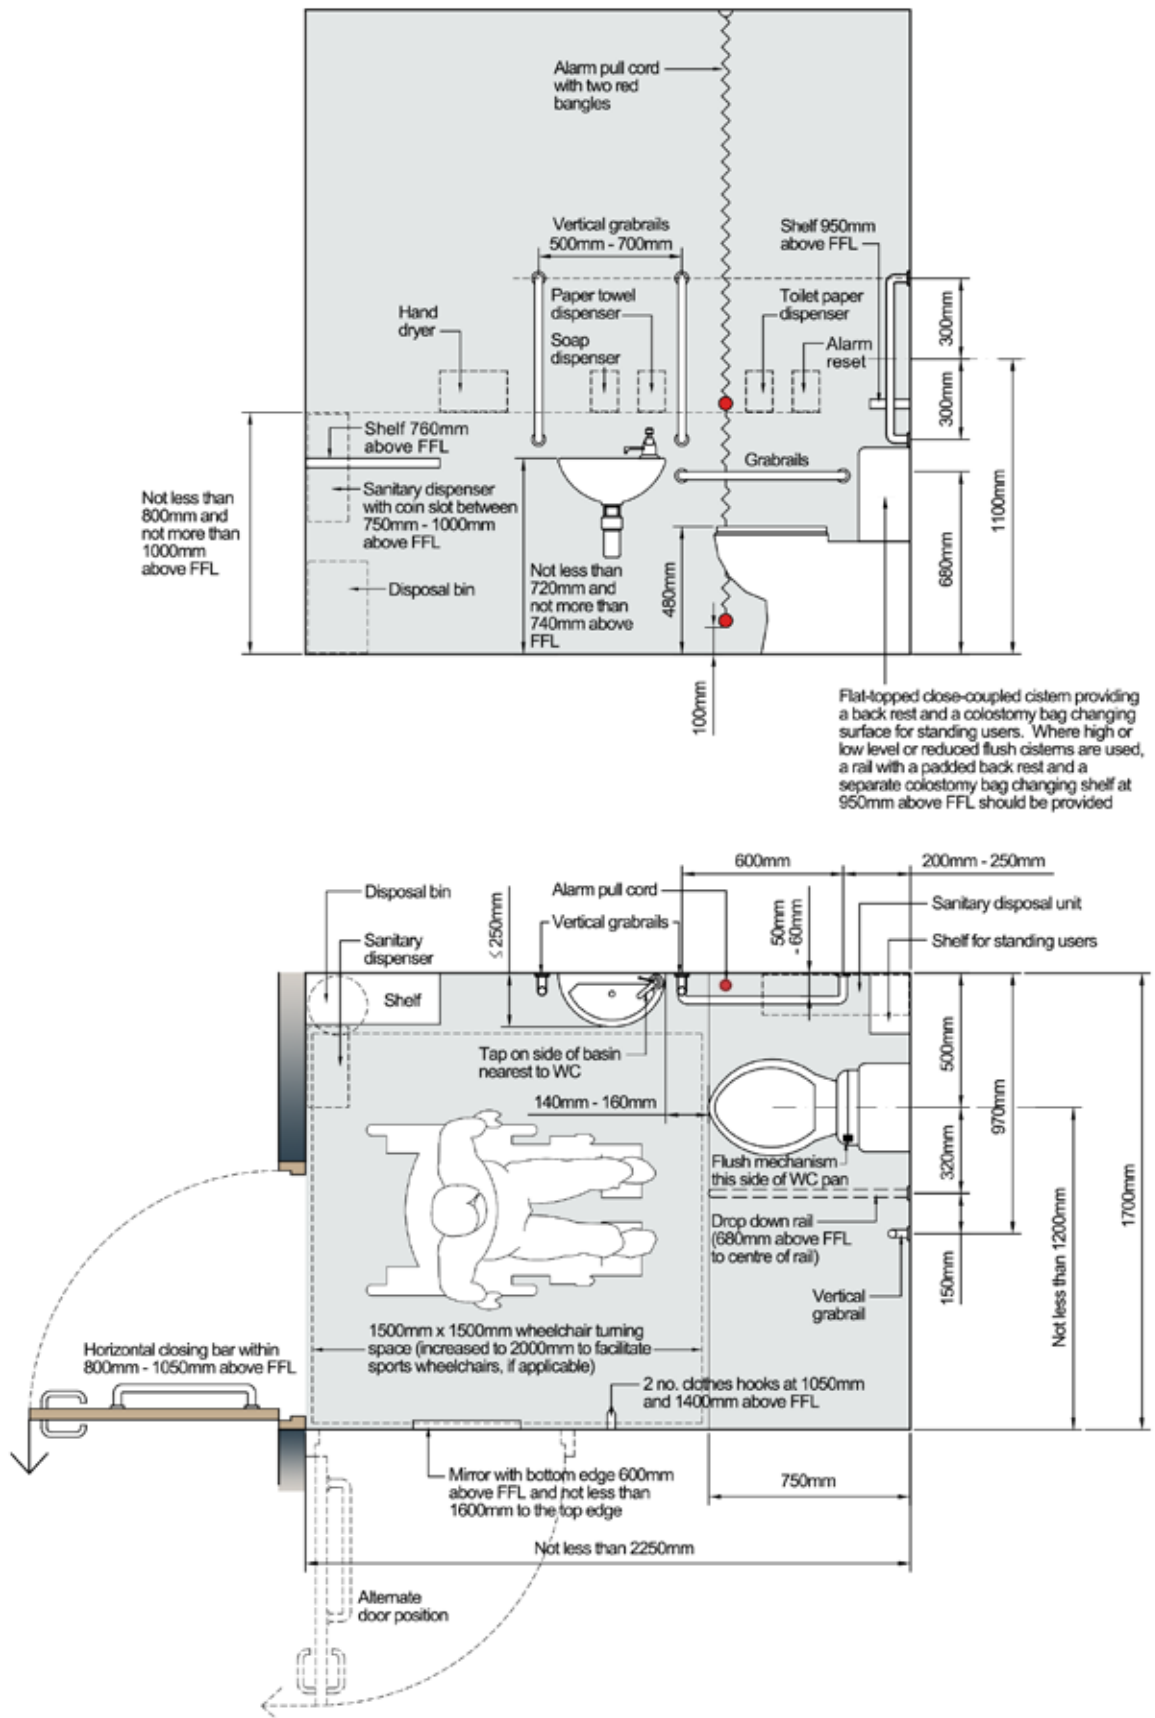 Alarm pull cord
with two red
bangles
Vertical grabrails
500mm - 700mm
Shelf 950mm
above FFL
Hand
dryer
Paper towel
dispenser
Soap
dispenser
Toilet paper
dispenser
Alarm
reset
300mm
300mm
Shelf 760mm
above FFL
Grabrails
Sanitary dispenser
with coin slot between
750mm - 1000mm
above FFL
Not less than
800mm and
not more than
1000mm
above FFL
1100mm
Disposal bin
Not less than
720mm and
not more than
740mm above
FFL
480mm
680mm
100mm
Flat-topped close-coupled cistern providing
a back rest and a colostomy bag changing
surface for standing users. Where high or
low level or reduced flush cisterns are used,
a rail with a padded back rest and a
separate colostomy bag changing shelf at
950mm above FFL should be provided
600mm
200mm - 250mm
Disposal bin
Alarm pull cord
Sanitary disposal unit
≤ 250mm
Vertical grabrails
50mm
- 60mm
Sanitary
dispenser
Shelf for standing users
Shelf
500mm
Tap on side of basin
nearest to WC
140mm - 160mm
970mm
Flush mechanism
this side of WC pan
320mm
1700mm
Drop down rail
(680mm above FFL
to centre of rail)
Not less than 1200mm
150mm
Vertical
grabrail
1500mm x 1500mm wheelchair turning
space (increased to 2000mm to facilitate
sports wheelchairs, if applicable)
Horizontal closing bar within
800mm - 1050mm above FFL
2 no. clothes hooks at 1050mm
and 1400mm above FFL
Mirror with bottom edge 600mm
above FFL and not less than
1600mm to the top edge
750mm
Not less than 2250mm
Alternate
door position